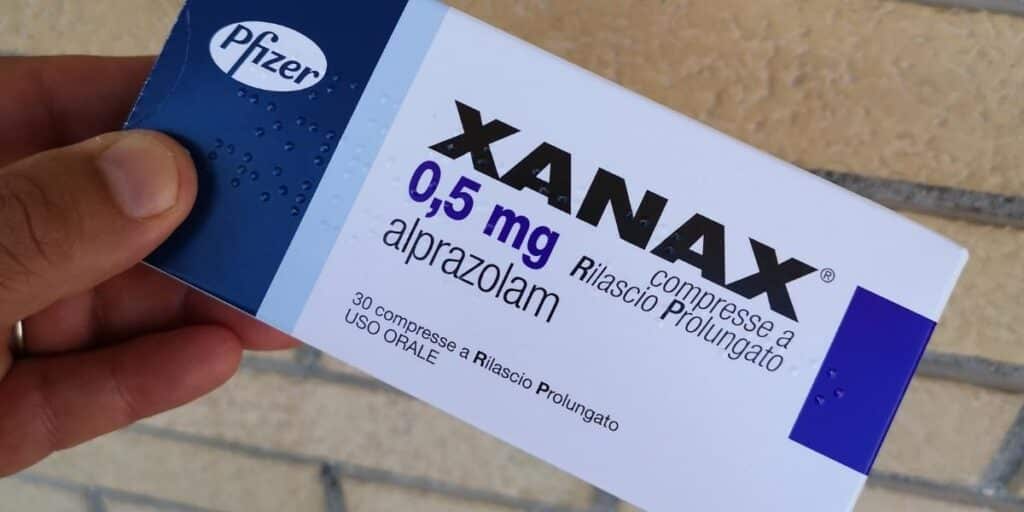 Pfizer
XANAX®
0,5 mg
alprazolam
compresse a
Rilascio Prolungato
30 compresse a Rilascio Prolungato
USO ORALE